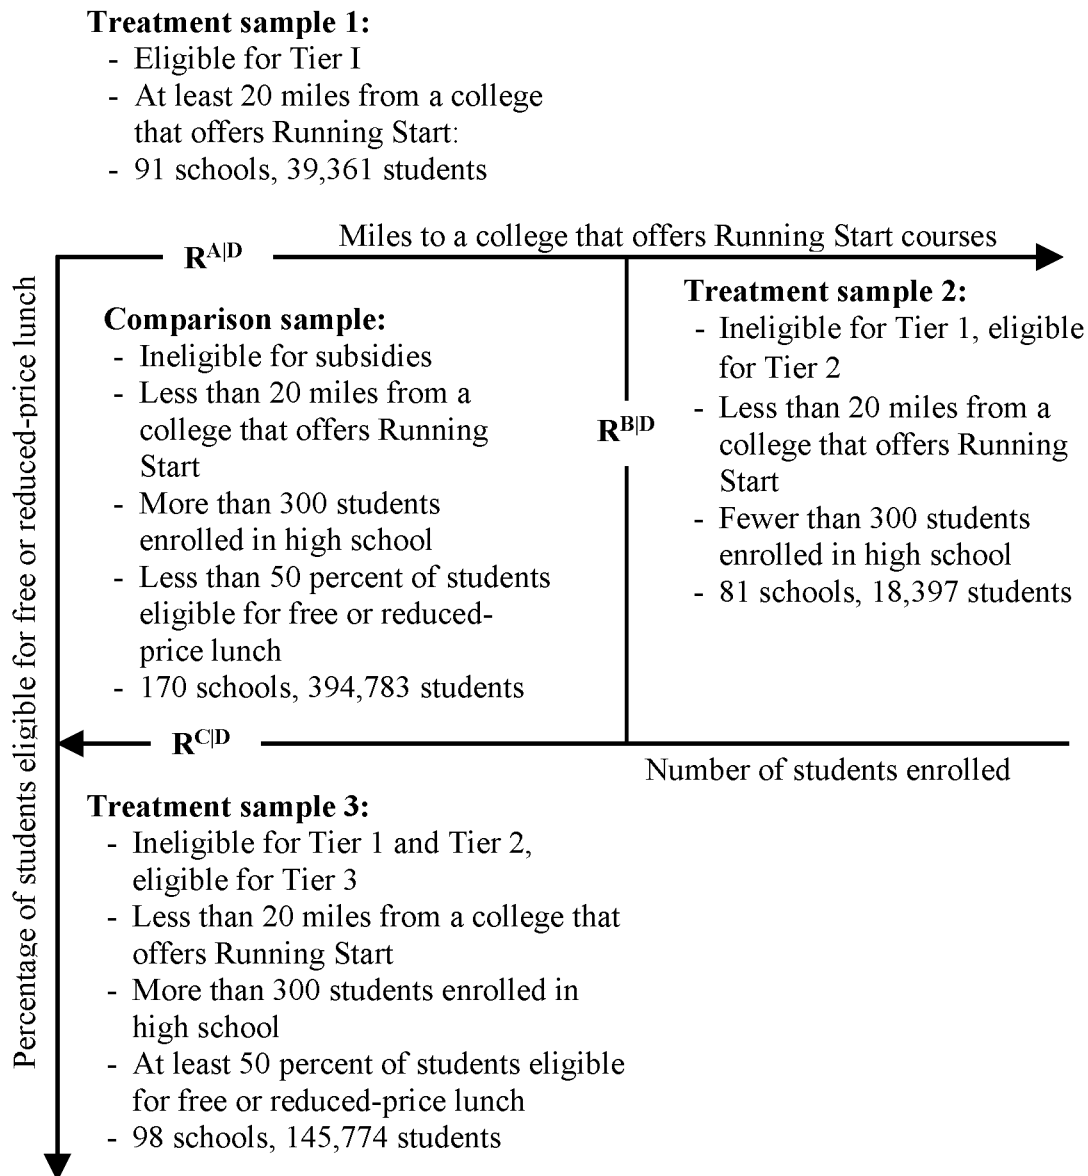 Treatment sample 1:
- Eligible for Tier I
- At least 20 miles from a college
that offers Running Start:
- 91 schools, 39,361 students
Miles to a college that offers Running Start courses
R^A|D
Percentage of students eligible for free or reduced-price lunch
Comparison sample:
- Ineligible for subsidies
- Less than 20 miles from a
college that offers Running
Start
- More than 300 students
enrolled in high school
- Less than 50 percent of students
eligible for free or reduced-
price lunch
- 170 schools, 394,783 students
R^B|D
Treatment sample 2:
- Ineligible for Tier 1, eligible
for Tier 2
- Less than 20 miles from a
college that offers Running
Start
- Fewer than 300 students
enrolled in high school
- 81 schools, 18,397 students
R^C|D
Number of students enrolled
Treatment sample 3:
- Ineligible for Tier 1 and Tier 2,
eligible for Tier 3
- Less than 20 miles from a college that
offers Running Start
- More than 300 students enrolled in
high school
- At least 50 percent of students eligible
for free or reduced-price lunch
- 98 schools, 145,774 students